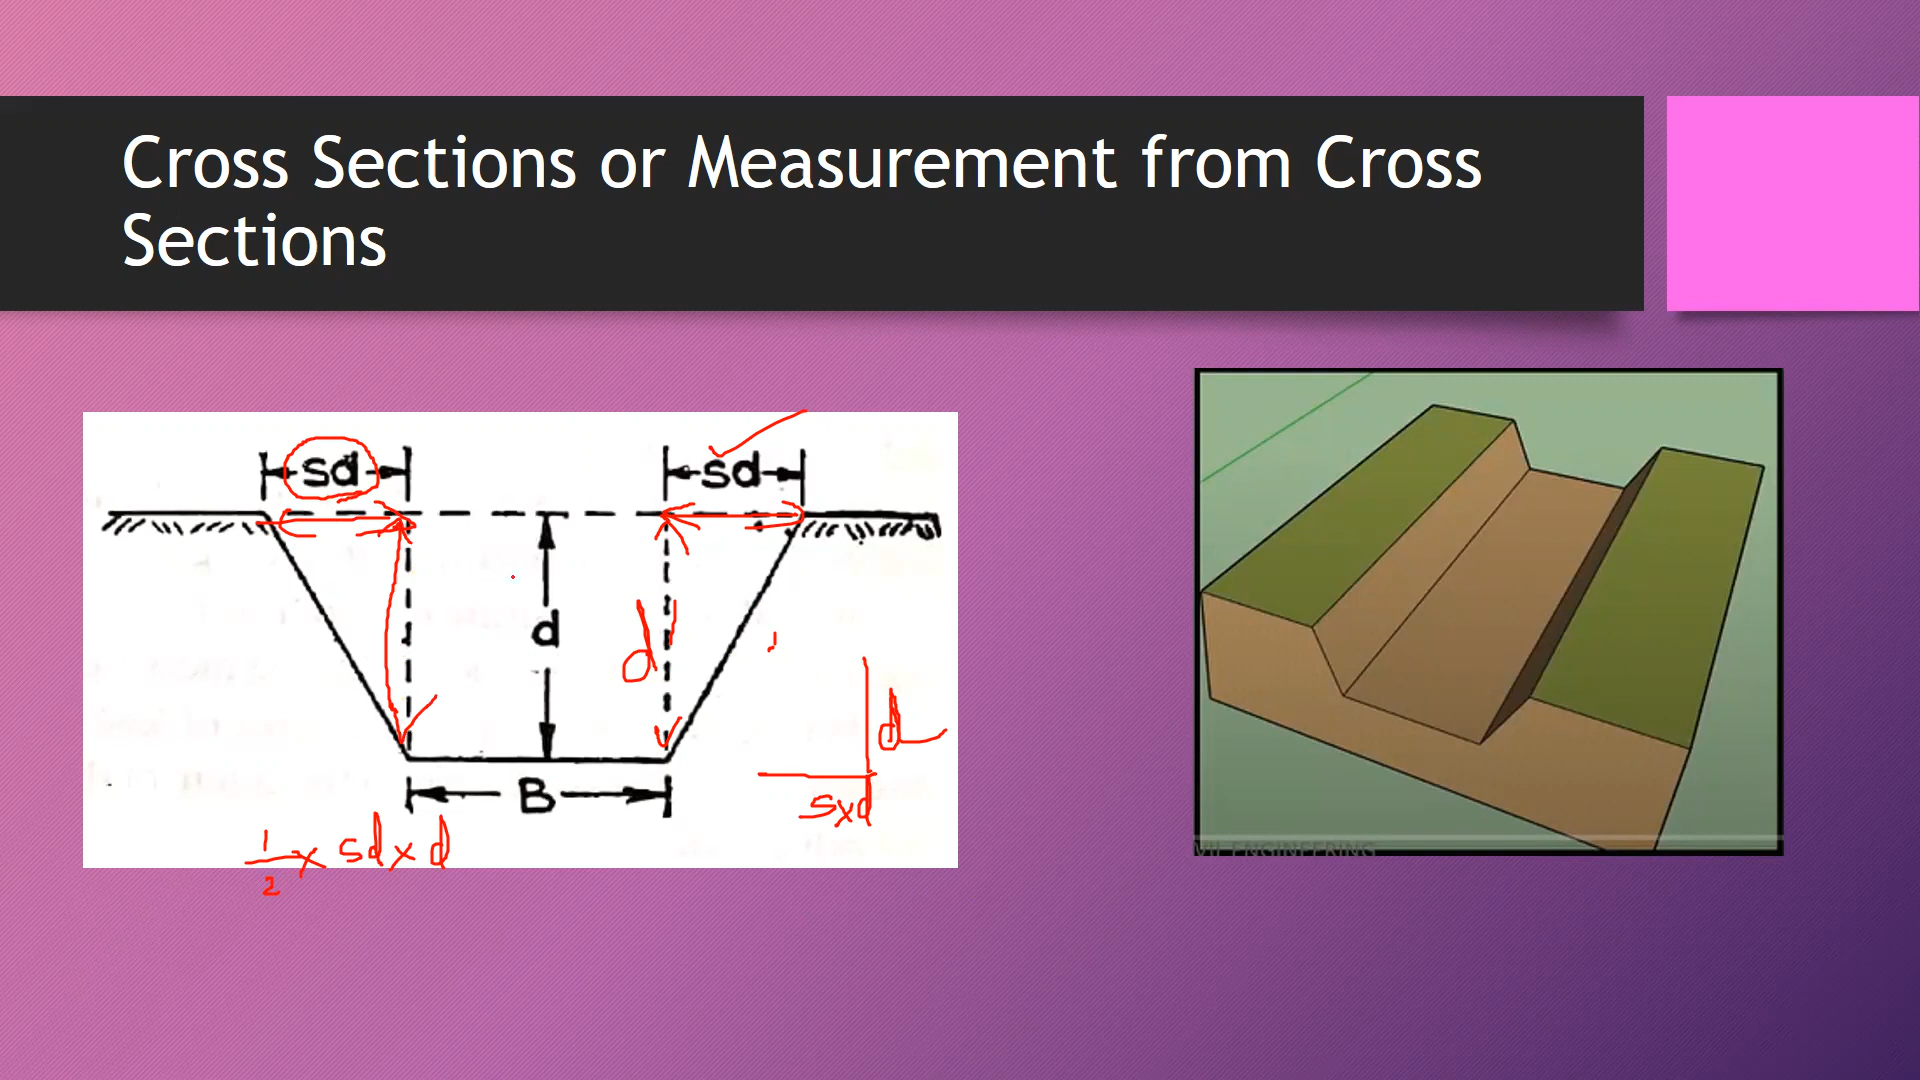 Cross Sections or Measurement from Cross
Sections
sd
sd
d
d
d
B
s×d
1/2 × sd × d